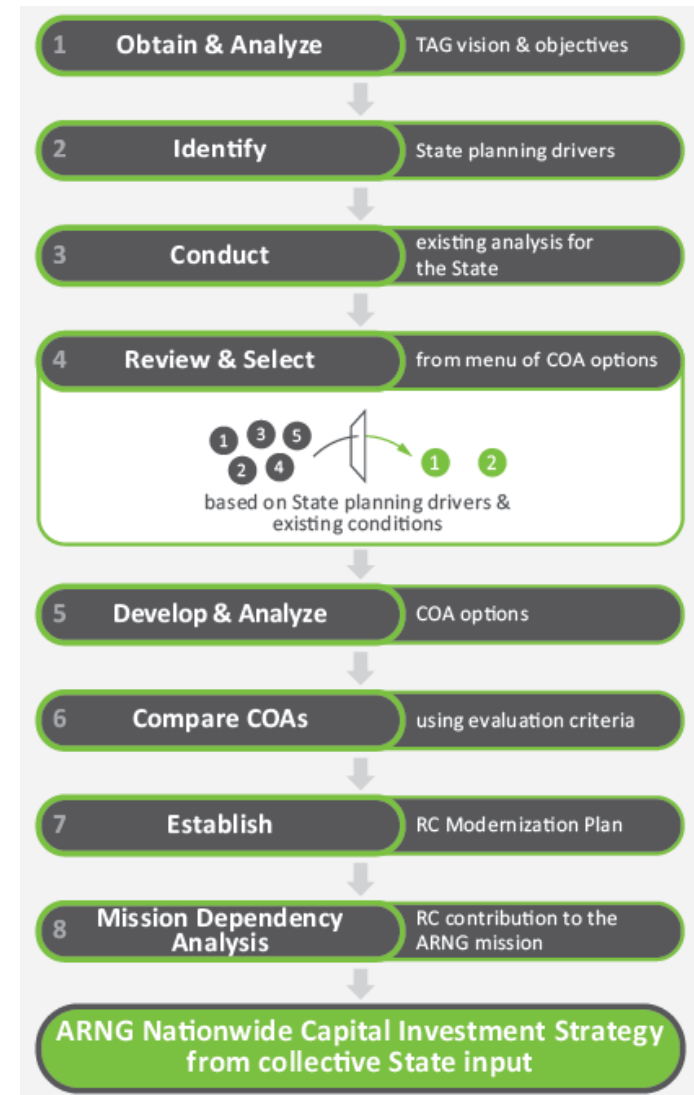 1 Obtain & Analyze TAG vision & objectives
2 Identify State planning drivers
3 Conduct existing analysis for
the State
4 Review & Select from menu of COA options
1 3 5
2 4
1 2
based on State planning drivers &
existing conditions
5 Develop & Analyze COA options
6 Compare COAs using evaluation criteria
7 Establish RC Modernization Plan
8 Mission Dependency
Analysis
RC contribution to the
ARNG mission
ARNG Nationwide Capital Investment Strategy
from collective State input